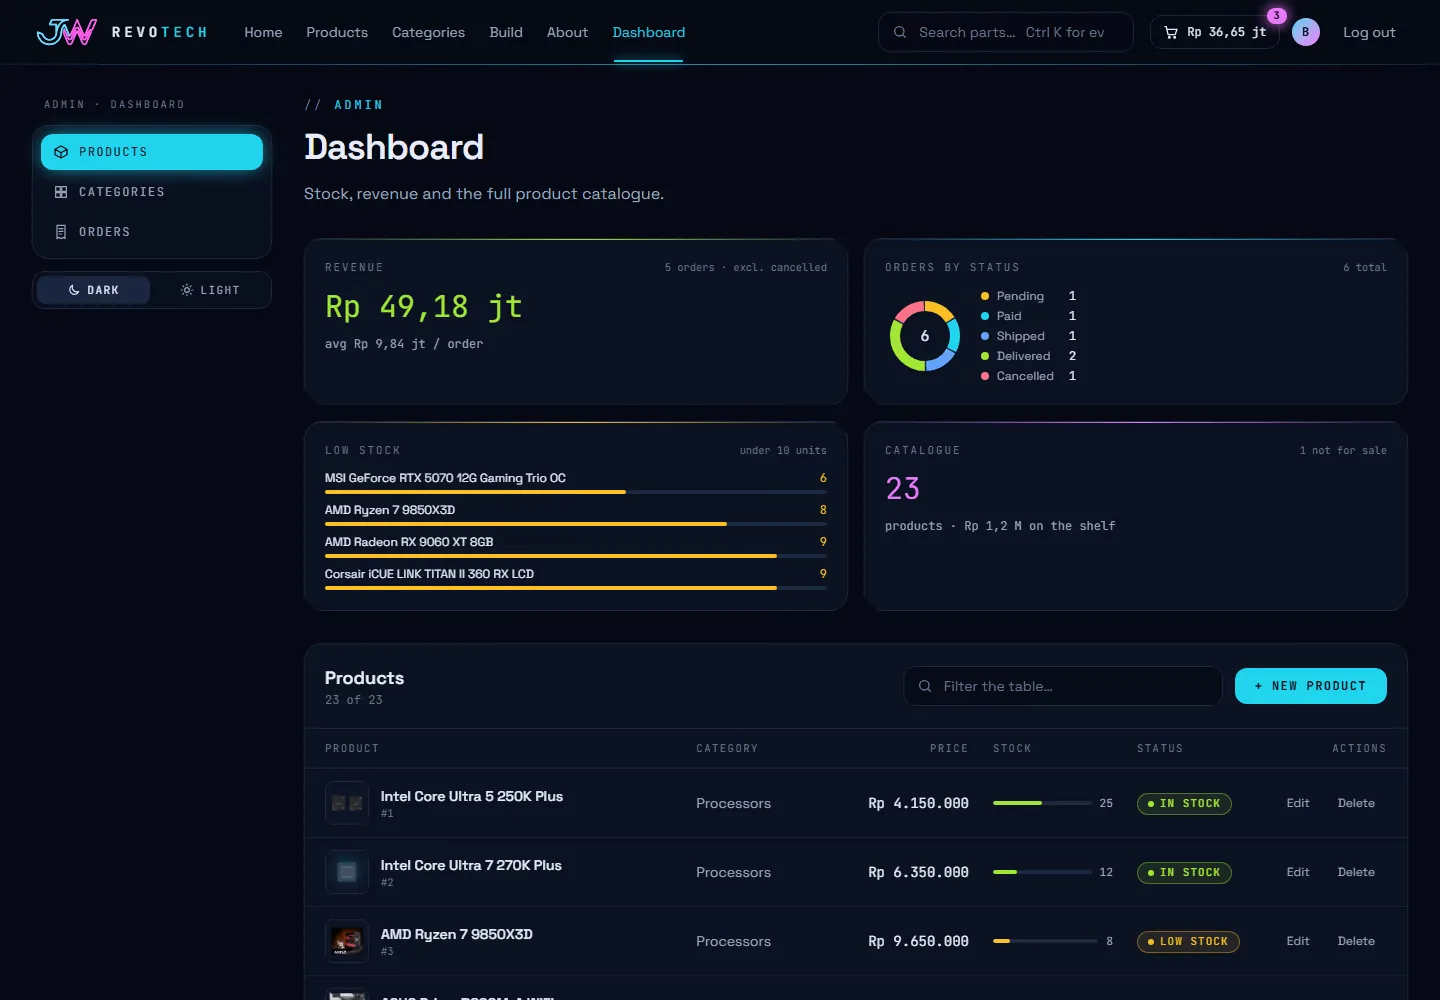 JW REVOTECH Home Products Categories Build About Dashboard Search parts... Ctrl K for ev Rp 36,65 jt 3 B Log out
ADMIN · DASHBOARD
PRODUCTS
CATEGORIES
ORDERS
DARK LIGHT
// ADMIN
Dashboard
Stock, revenue and the full product catalogue.
REVENUE 5 orders · excl. cancelled
Rp 49,18 jt
avg Rp 9,84 jt / order
ORDERS BY STATUS 6 total
6
Pending 1
Paid 1
Shipped 1
Delivered 2
Cancelled 1
LOW STOCK under 10 units
MSI GeForce RTX 5070 12G Gaming Trio OC 6
AMD Ryzen 7 9850X3D 8
AMD Radeon RX 9060 XT 8GB 9
Corsair iCUE LINK TITAN II 360 RX LCD 9
CATALOGUE 1 not for sale
23
products · Rp 1,2 M on the shelf
Products
23 of 23
Filter the table...
+ NEW PRODUCT
PRODUCT CATEGORY PRICE STOCK STATUS ACTIONS
Intel Core Ultra 5 250K Plus
#1
Processors Rp 4.150.000 25 IN STOCK Edit Delete
Intel Core Ultra 7 270K Plus
#2
Processors Rp 6.350.000 12 IN STOCK Edit Delete
AMD Ryzen 7 9850X3D
#3
Processors Rp 9.650.000 8 LOW STOCK Edit Delete